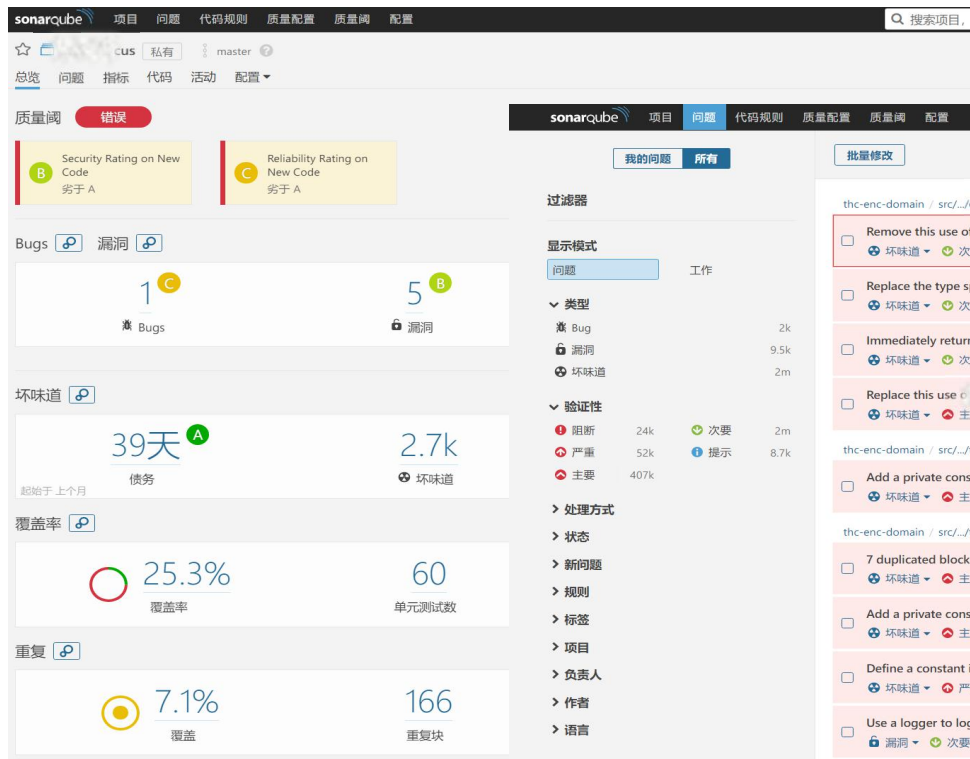 sonarqube 项目 问题 代码规则 质量配置 质量阀 配置 搜索项目,
cus 私有 master
总览 问题 指标 代码 活动 配置
质量阀 错误
B Security Rating on New Code
劣于 A
C Reliability Rating on New Code
劣于 A
Bugs 漏洞
1 C
Bugs
5 B
漏洞
坏味道
39天 A
债务
起始于 上个月
2.7k
坏味道
覆盖率
25.3%
覆盖率
60
单元测试数
重复
7.1%
覆盖
166
重复块
sonarqube 项目 问题 代码规则 质量配置 质量阀 配置
我的问题 所有
过滤器
显示模式
问题 工作
类型
Bug 2k
漏洞 9.5k
坏味道 2m
验证性
阻断 24k 次要 2m
严重 52k 提示 8.7k
主要 407k
处理方式
状态
新问题
规则
标签
项目
负责人
作者
语言
批量修改
thc-enc-domain / src/.../
Remove this use
坏味道 次
Replace the type
坏味道 次
Immediately
坏味道 次
Replace this use
坏味道 主
thc-enc-domain / src/.../
Add a private
坏味道 主
thc-enc-domain / src/.../
7 duplicated
坏味道 主
Add a private
坏味道 主
Define a constant
坏味道 严
Use a logger to
漏洞 次要